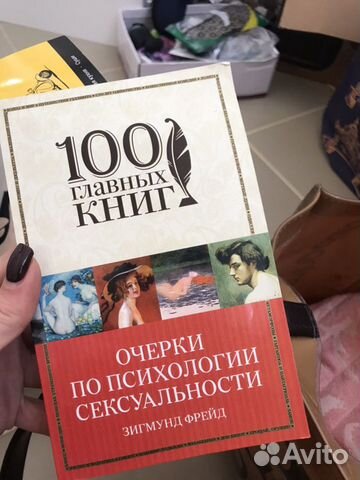 100
ГЛАВНЫХ
КНИГ
ОЧЕРКИ
ПО ПСИХОЛОГИИ
СЕКСУАЛЬНОСТИ
ЗИГМУНД ФРЕЙД
Avito